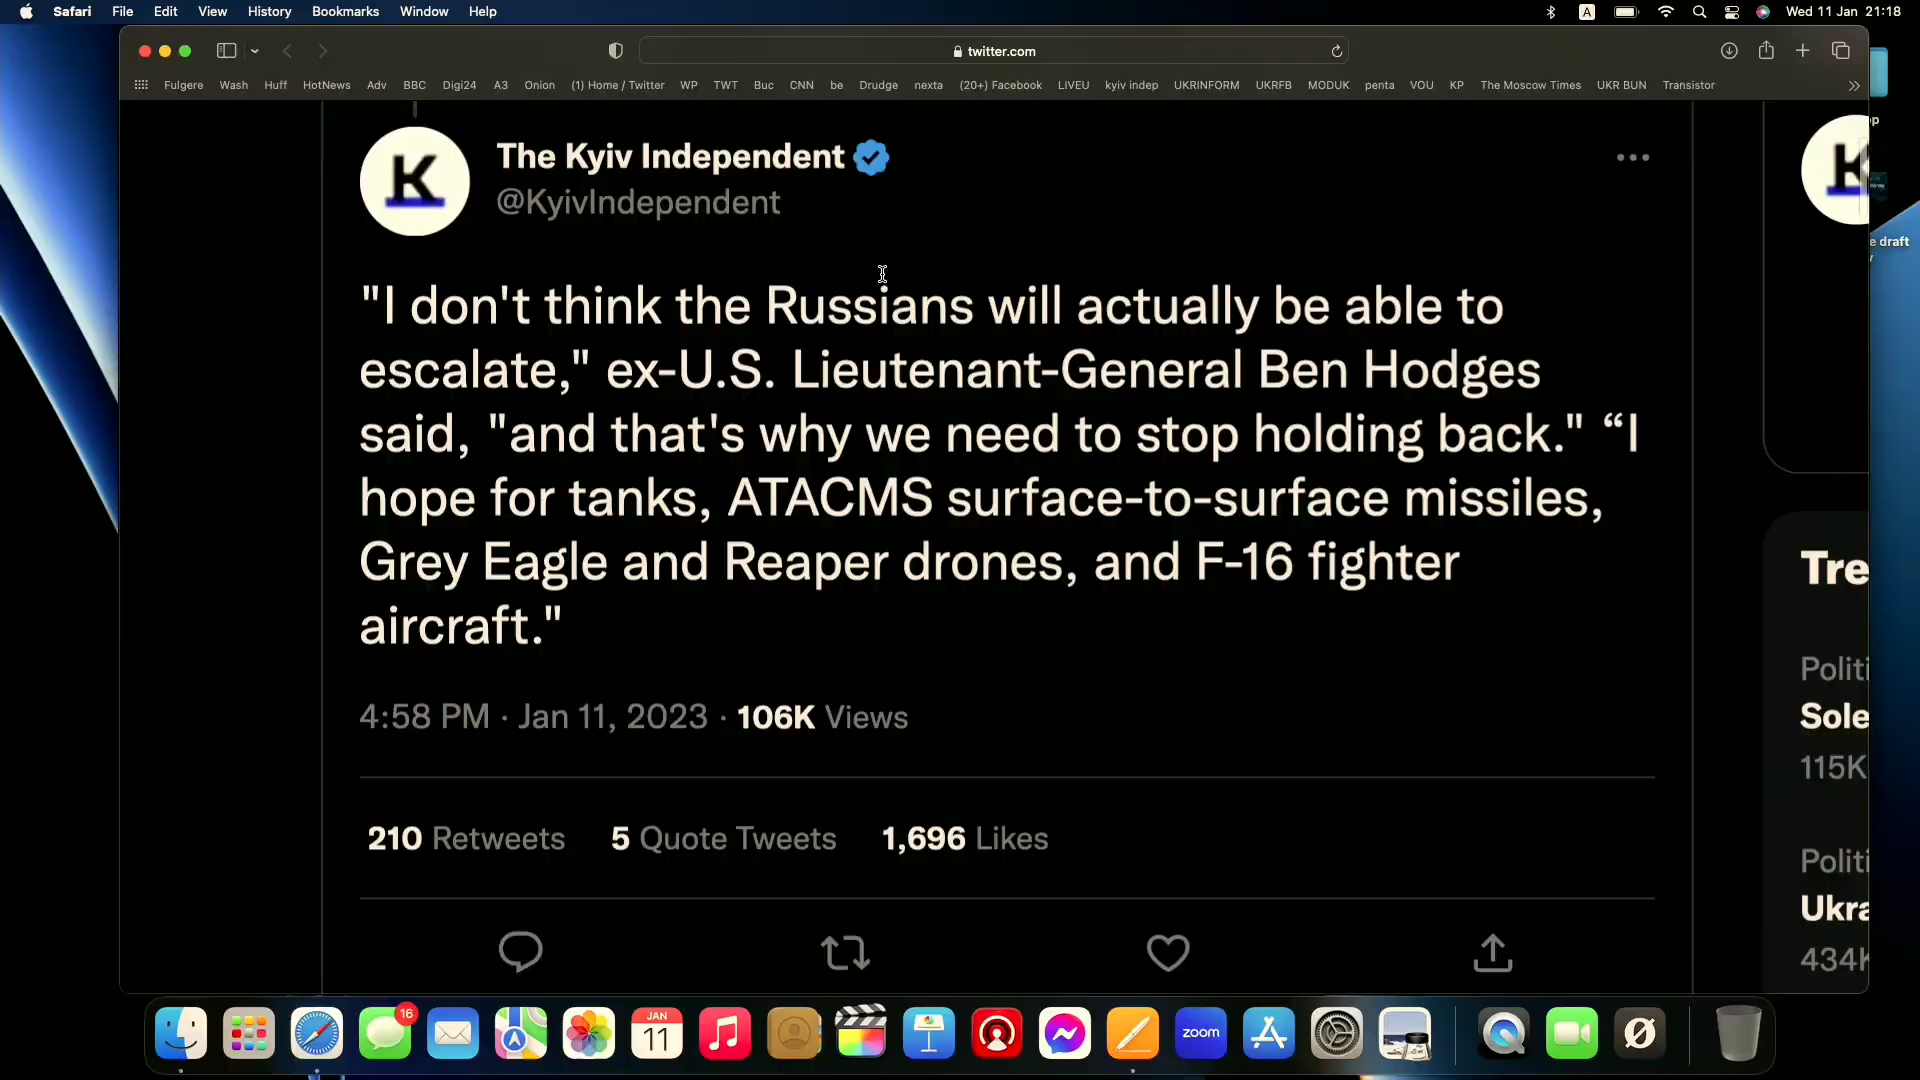 Safari File Edit View History Bookmarks Window Help
A
Wed 11 Jan 21:18
twitter.com
Fulgere Wash Huff HotNews Adv BBC Digi24 A3 Onion (1) Home / Twitter WP TWT Buc CNN be Drudge nexta (20+) Facebook LIVEU kyiv indep UKRINFORM UKRFB MODUK penta VOU KP The Moscow Times UKR BUN Transistor
K
The Kyiv Independent
@KyivIndependent
"I don't think the Russians will actually be able to
escalate," ex-U.S. Lieutenant-General Ben Hodges
said, "and that's why we need to stop holding back." “I
hope for tanks, ATACMS surface-to-surface missiles,
Grey Eagle and Reaper drones, and F-16 fighter
aircraft."
4:58 PM · Jan 11, 2023 · 106K Views
210 Retweets 5 Quote Tweets 1,696 Likes
K
e draft
Tre
Politi
Sole
115K
Politi
Ukra
434K
16
JAN
11
zoom